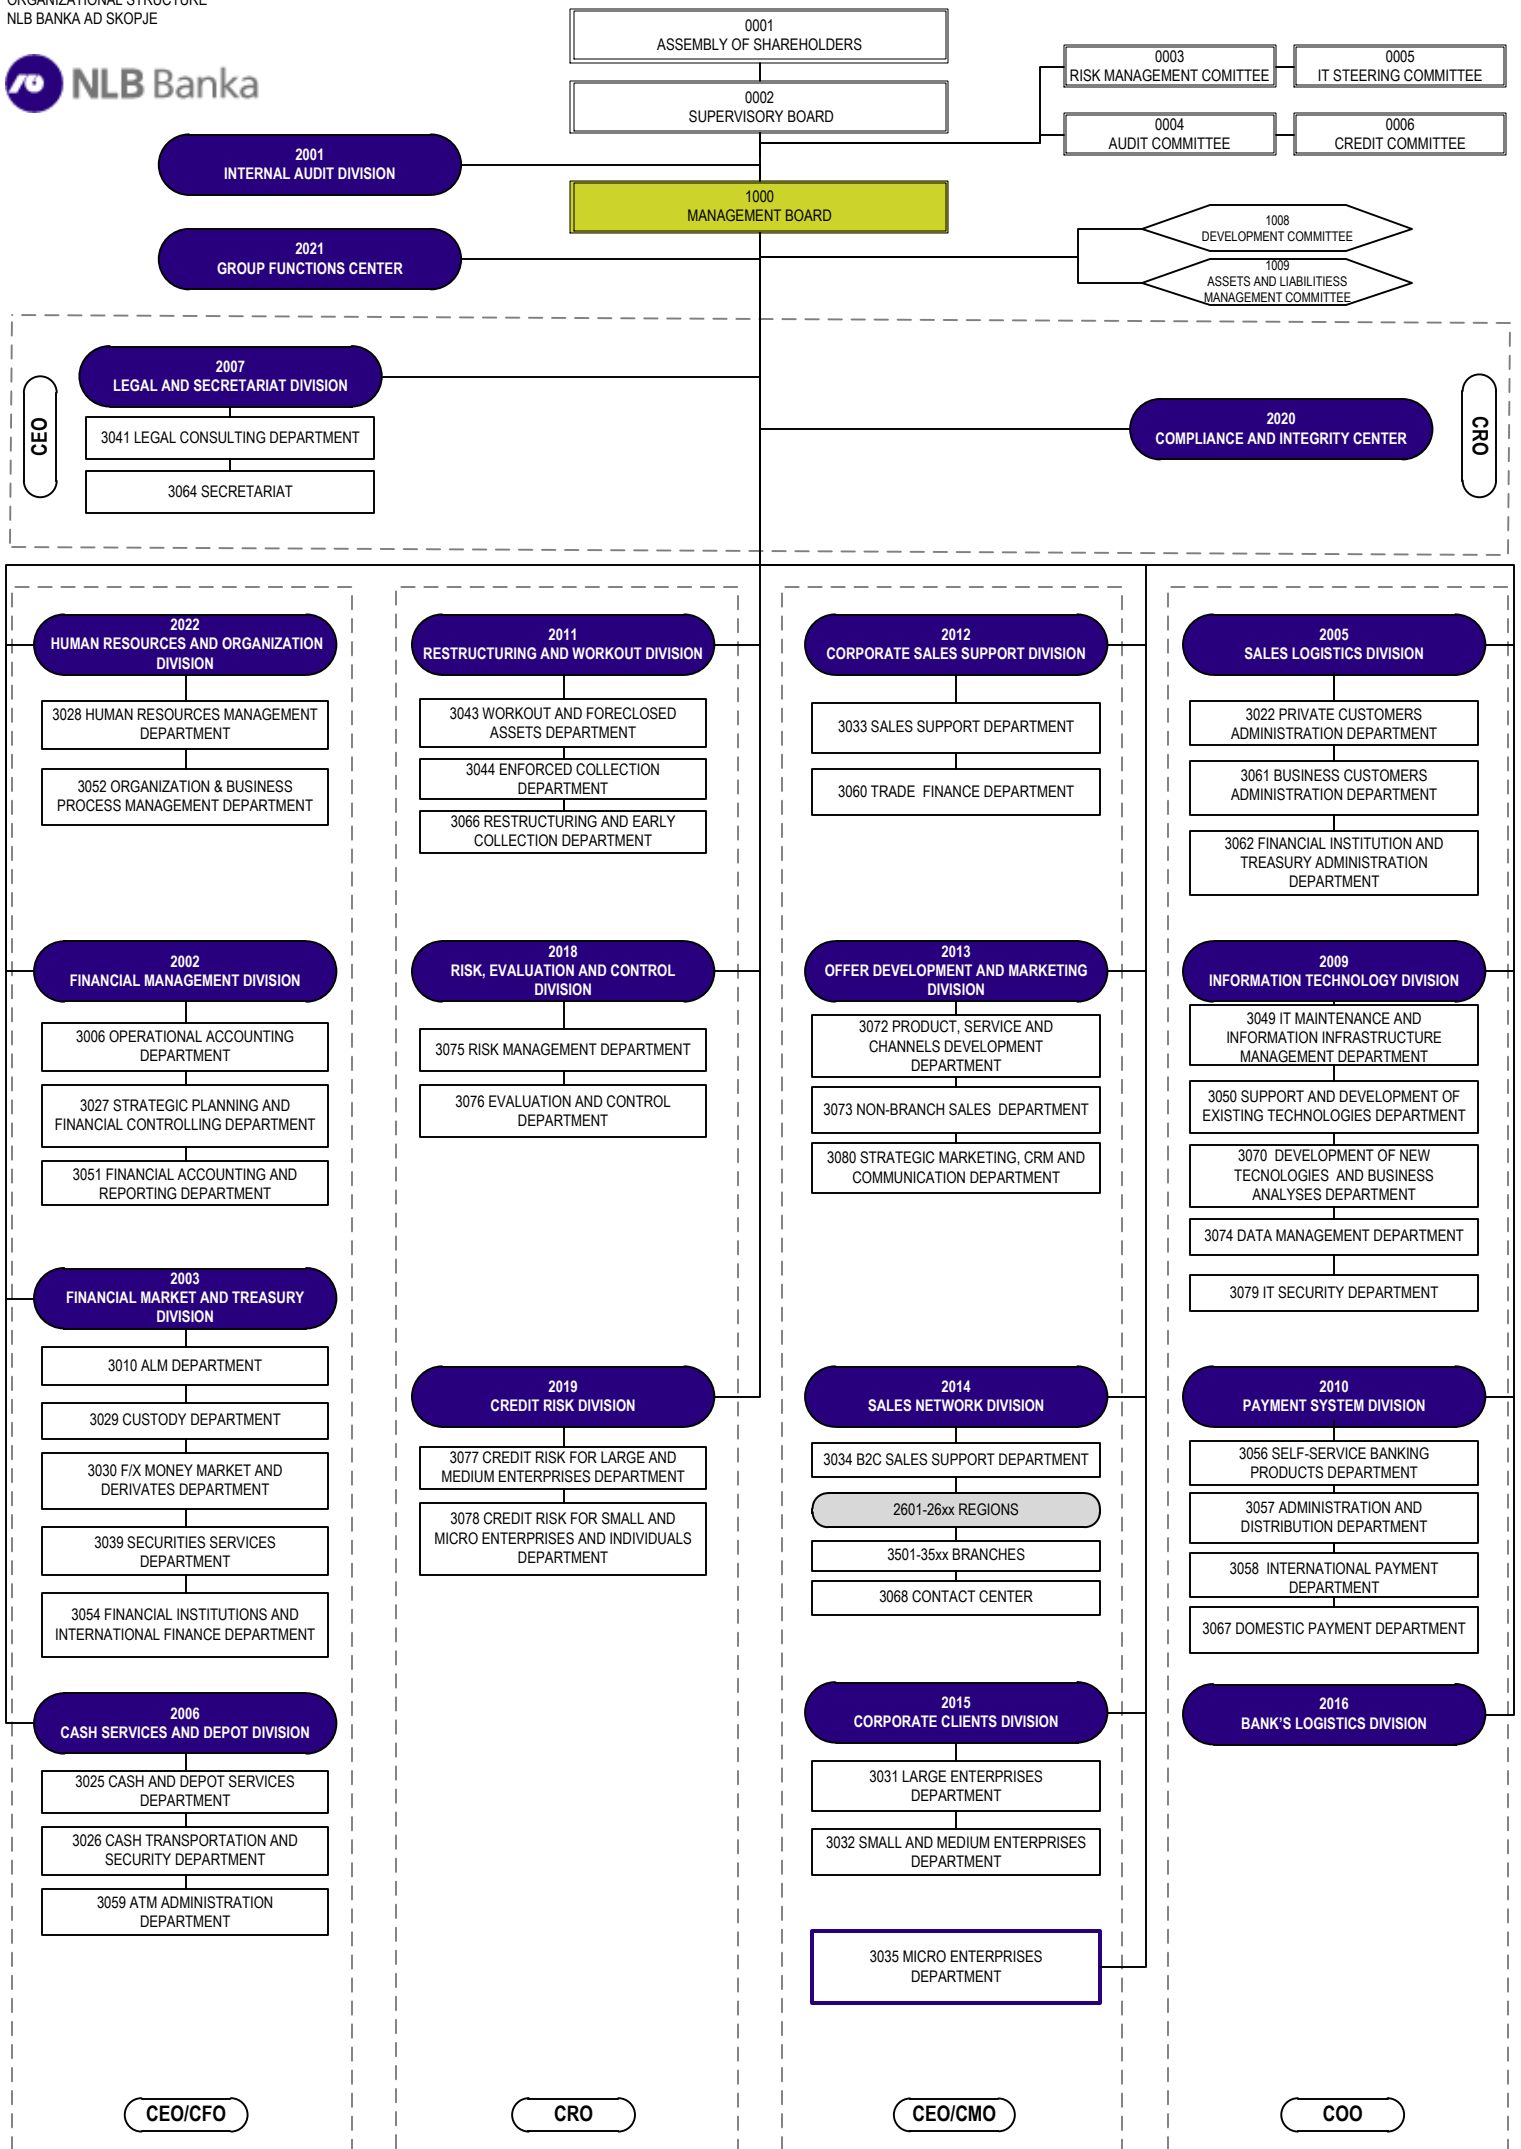 ORGANIZATIONAL STRUCTURE
NLB BANKA AD SKOPJE
NLB Banka
0001
ASSEMBLY OF SHAREHOLDERS
0002
SUPERVISORY BOARD
0003
RISK MANAGEMENT COMITTEE
0005
IT STEERING COMMITTEE
0004
AUDIT COMMITTEE
0006
CREDIT COMMITTEE
2001
INTERNAL AUDIT DIVISION
1000
MANAGEMENT BOARD
2021
GROUP FUNCTIONS CENTER
1008
DEVELOPMENT COMMITTEE
1009
ASSETS AND LIABILITIESS
MANAGEMENT COMMITTEE
CEO
2007
LEGAL AND SECRETARIAT DIVISION
3041 LEGAL CONSULTING DEPARTMENT
3064 SECRETARIAT
2020
COMPLIANCE AND INTEGRITY CENTER
CRO
2022
HUMAN RESOURCES AND ORGANIZATION
DIVISION
3028 HUMAN RESOURCES MANAGEMENT
DEPARTMENT
3052 ORGANIZATION & BUSINESS
PROCESS MANAGEMENT DEPARTMENT
2002
FINANCIAL MANAGEMENT DIVISION
3006 OPERATIONAL ACCOUNTING
DEPARTMENT
3027 STRATEGIC PLANNING AND
FINANCIAL CONTROLLING DEPARTMENT
3051 FINANCIAL ACCOUNTING AND
REPORTING DEPARTMENT
2003
FINANCIAL MARKET AND TREASURY
DIVISION
3010 ALM DEPARTMENT
3029 CUSTODY DEPARTMENT
3030 F/X MONEY MARKET AND
DERIVATES DEPARTMENT
3039 SECURITIES SERVICES
DEPARTMENT
3054 FINANCIAL INSTITUTIONS AND
INTERNATIONAL FINANCE DEPARTMENT
2006
CASH SERVICES AND DEPOT DIVISION
3025 CASH AND DEPOT SERVICES
DEPARTMENT
3026 CASH TRANSPORTATION AND
SECURITY DEPARTMENT
3059 ATM ADMINISTRATION
DEPARTMENT
CEO/CFO
2011
RESTRUCTURING AND WORKOUT DIVISION
3043 WORKOUT AND FORECLOSED
ASSETS DEPARTMENT
3044 ENFORCED COLLECTION
DEPARTMENT
3066 RESTRUCTURING AND EARLY
COLLECTION DEPARTMENT
2018
RISK, EVALUATION AND CONTROL
DIVISION
3075 RISK MANAGEMENT DEPARTMENT
3076 EVALUATION AND CONTROL
DEPARTMENT
2019
CREDIT RISK DIVISION
3077 CREDIT RISK FOR LARGE AND
MEDIUM ENTERPRISES DEPARTMENT
3078 CREDIT RISK FOR SMALL AND
MICRO ENTERPRISES AND INDIVIDUALS
DEPARTMENT
CRO
2012
CORPORATE SALES SUPPORT DIVISION
3033 SALES SUPPORT DEPARTMENT
3060 TRADE FINANCE DEPARTMENT
2013
OFFER DEVELOPMENT AND MARKETING
DIVISION
3072 PRODUCT, SERVICE AND
CHANNELS DEVELOPMENT
DEPARTMENT
3073 NON-BRANCH SALES DEPARTMENT
3080 STRATEGIC MARKETING, CRM AND
COMMUNICATION DEPARTMENT
2014
SALES NETWORK DIVISION
3034 B2C SALES SUPPORT DEPARTMENT
2601-26xx REGIONS
3501-35xx BRANCHES
3068 CONTACT CENTER
2015
CORPORATE CLIENTS DIVISION
3031 LARGE ENTERPRISES
DEPARTMENT
3032 SMALL AND MEDIUM ENTERPRISES
DEPARTMENT
3035 MICRO ENTERPRISES
DEPARTMENT
CEO/CMO
2005
SALES LOGISTICS DIVISION
3022 PRIVATE CUSTOMERS
ADMINISTRATION DEPARTMENT
3061 BUSINESS CUSTOMERS
ADMINISTRATION DEPARTMENT
3062 FINANCIAL INSTITUTION AND
TREASURY ADMINISTRATION
DEPARTMENT
2009
INFORMATION TECHNOLOGY DIVISION
3049 IT MAINTENANCE AND
INFORMATION INFRASTRUCTURE
MANAGEMENT DEPARTMENT
3050 SUPPORT AND DEVELOPMENT OF
EXISTING TECHNOLOGIES DEPARTMENT
3070 DEVELOPMENT OF NEW
TECNOLOGIES AND BUSINESS
ANALYSES DEPARTMENT
3074 DATA MANAGEMENT DEPARTMENT
3079 IT SECURITY DEPARTMENT
2010
PAYMENT SYSTEM DIVISION
3056 SELF-SERVICE BANKING
PRODUCTS DEPARTMENT
3057 ADMINISTRATION AND
DISTRIBUTION DEPARTMENT
3058 INTERNATIONAL PAYMENT
DEPARTMENT
3067 DOMESTIC PAYMENT DEPARTMENT
2016
BANK'S LOGISTICS DIVISION
COO